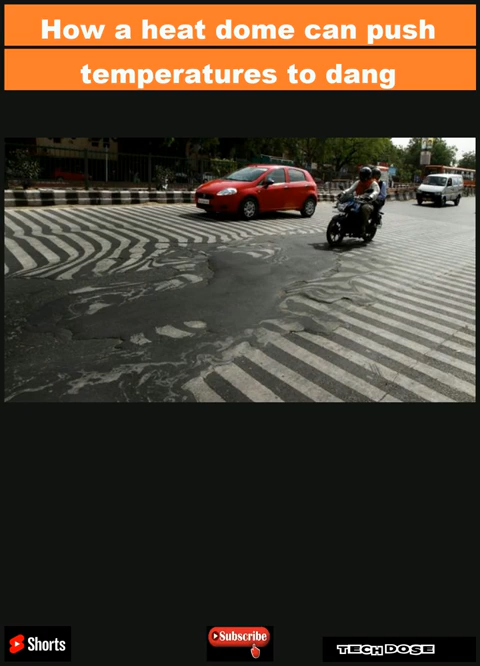 How a heat dome can push
temperatures to dang
Shorts
Subscribe
TECH DOSE